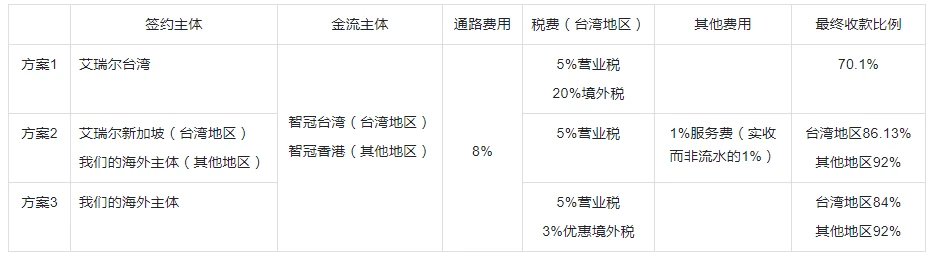 签约主体 金流主体 通路费用 税费（台湾地区） 其他费用 最终收款比例
方案1 艾瑞尔台湾 5%营业税 70.1%
20%境外税
智冠台湾（台湾地区）
智冠香港（其他地区）
8%
方案2 艾瑞尔新加坡（台湾地区） 5%营业税 1%服务费（实收 台湾地区86.13%
我们的海外主体（其他地区） 而非流水的1%） 其他地区92%
方案3 我们的海外主体 5%营业税 台湾地区84%
3%优惠境外税 其他地区92%